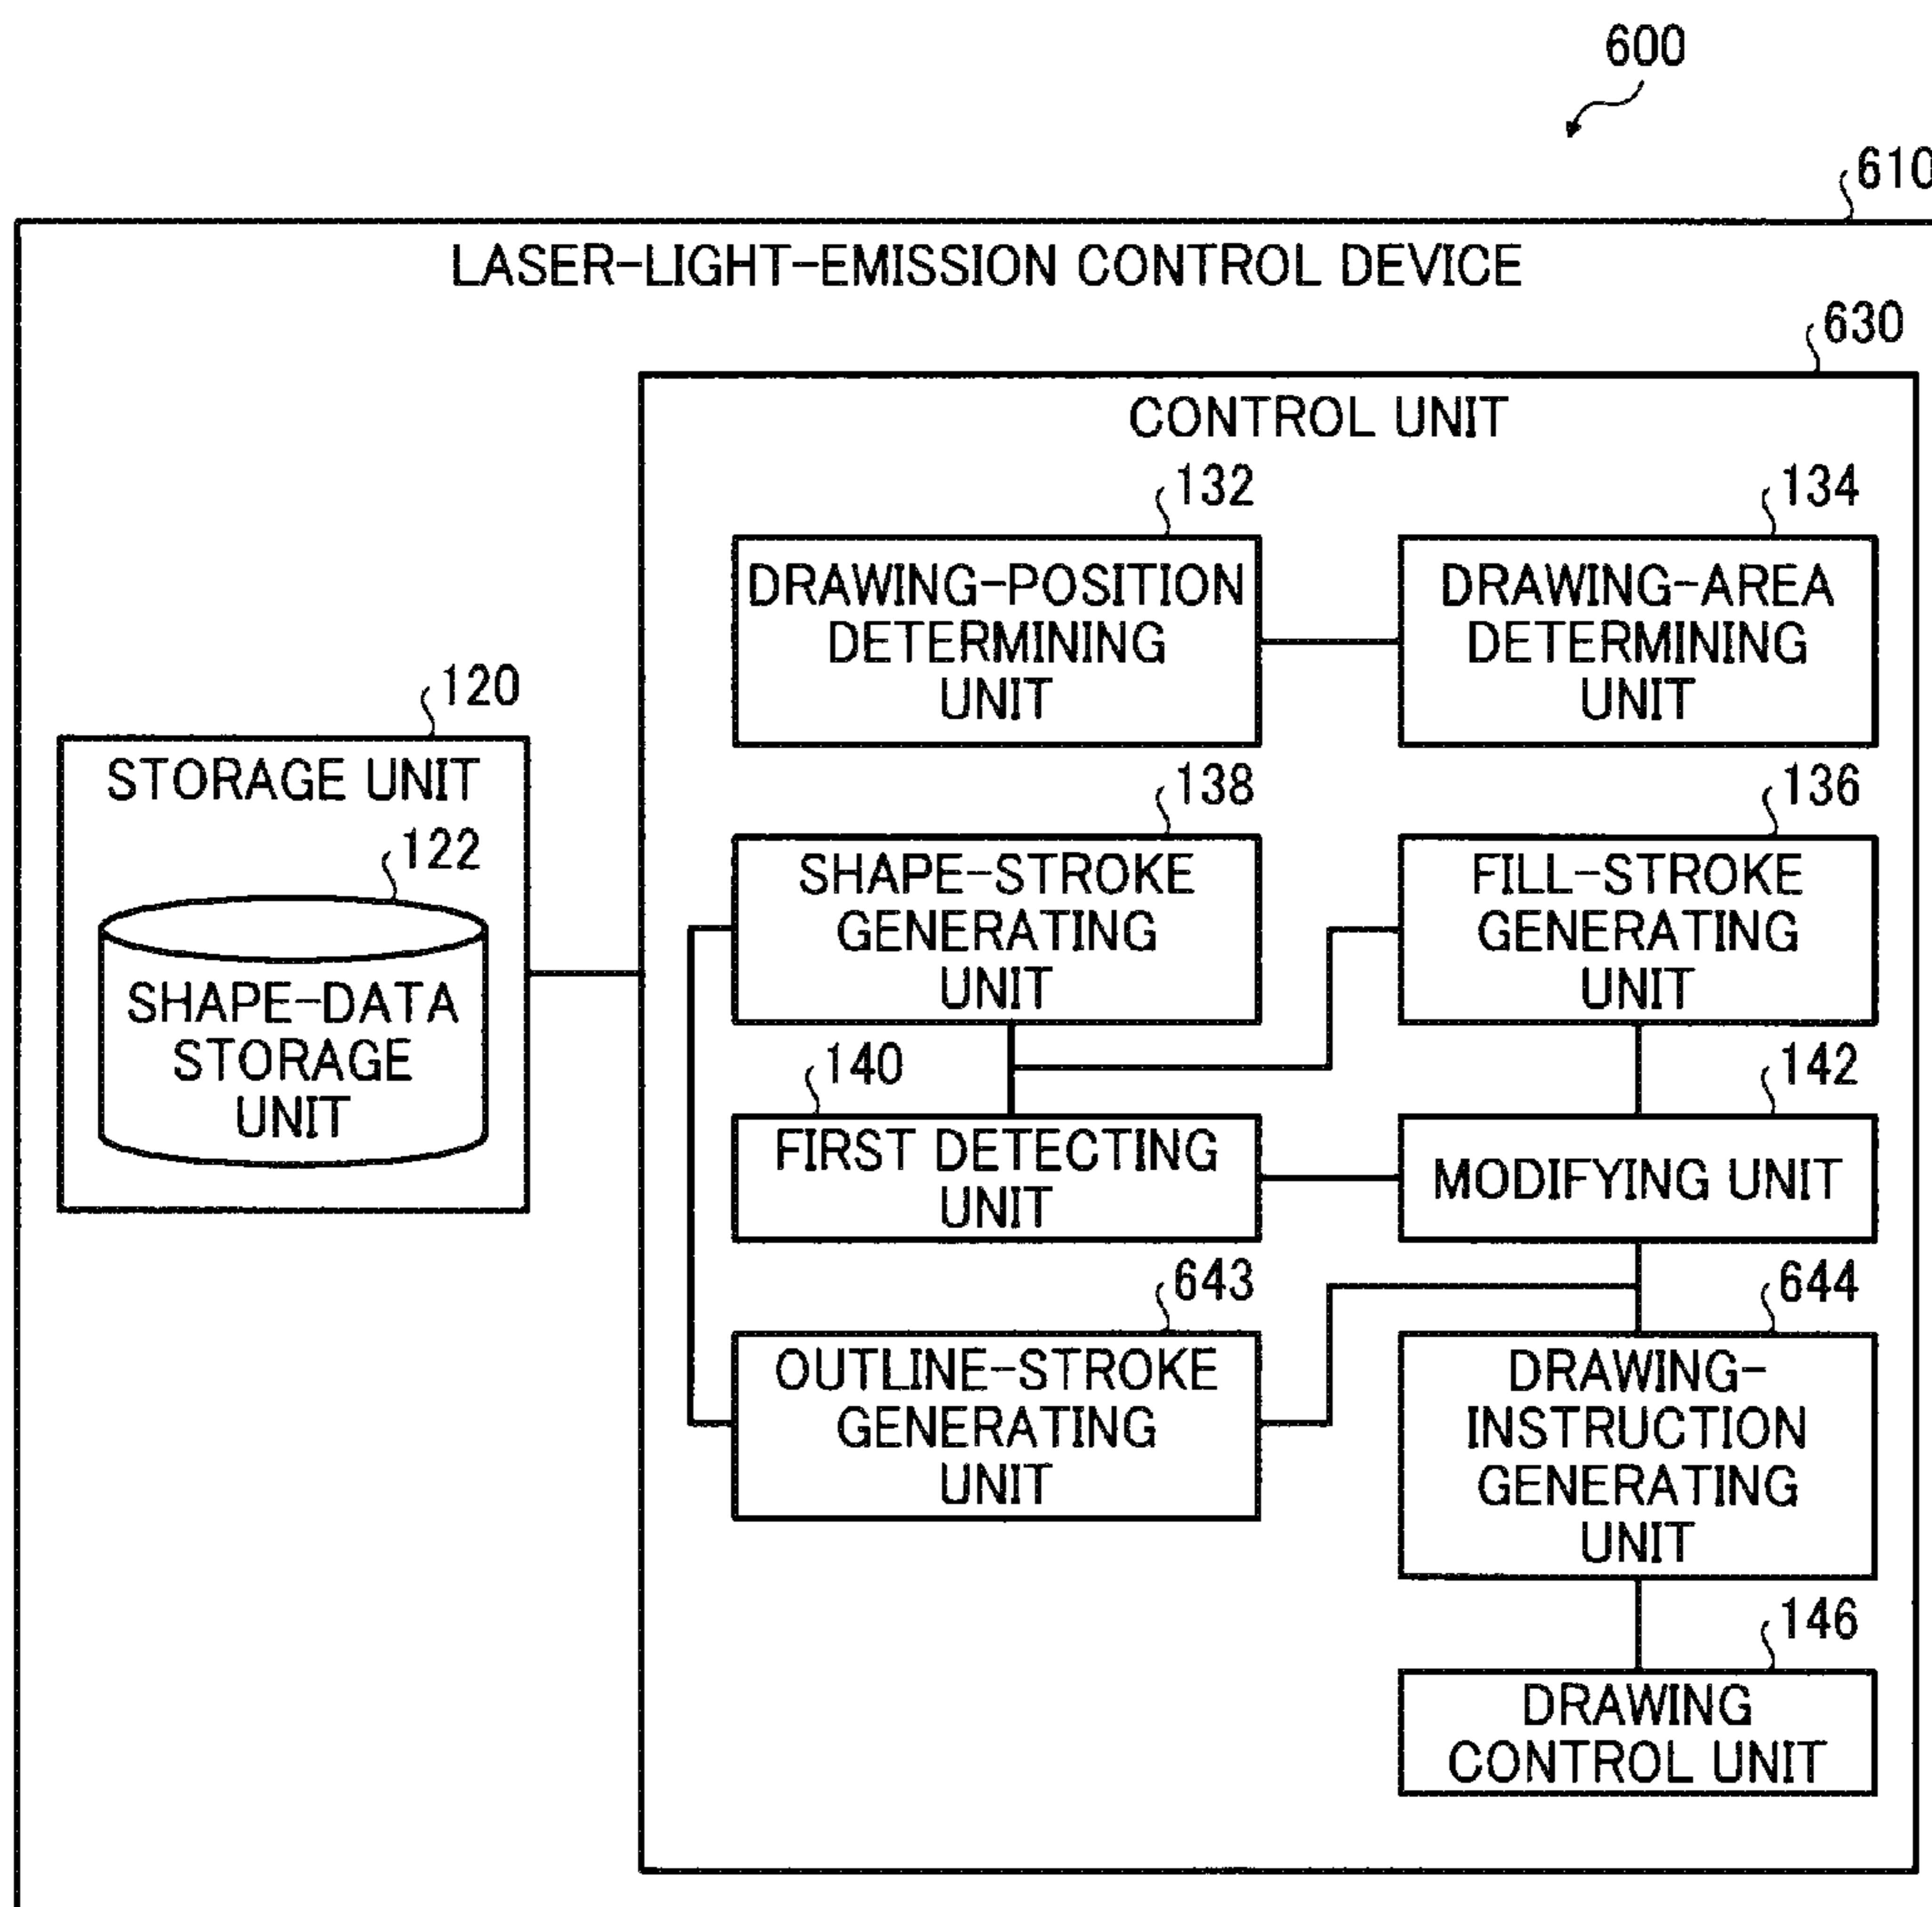 600
610
LASER-LIGHT-EMISSION CONTROL DEVICE
630
CONTROL UNIT
132
134
DRAWING-POSITION
DETERMINING
UNIT
DRAWING-AREA
DETERMINING
UNIT
120
STORAGE UNIT
122
SHAPE-DATA
STORAGE
UNIT
138
136
SHAPE-STROKE
GENERATING
UNIT
FILL-STROKE
GENERATING
UNIT
140
142
FIRST DETECTING
UNIT
MODIFYING UNIT
643
644
OUTLINE-STROKE
GENERATING
UNIT
DRAWING-
INSTRUCTION
GENERATING
UNIT
146
DRAWING
CONTROL UNIT